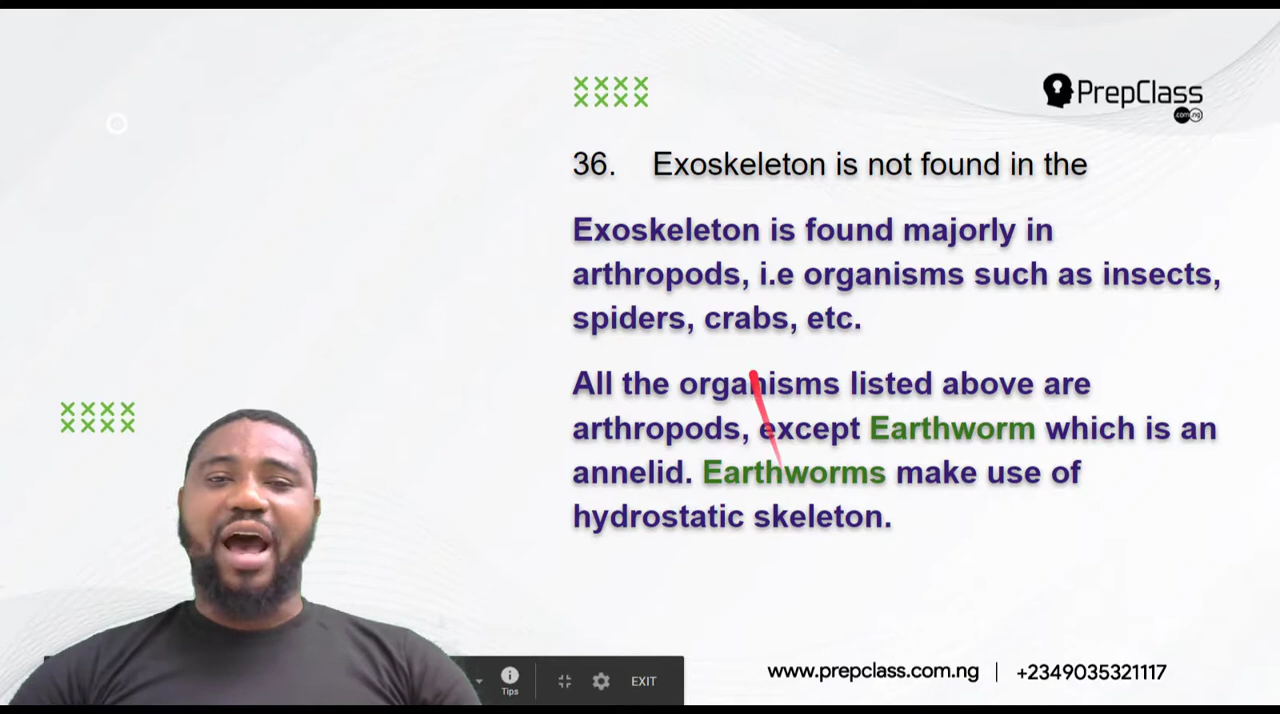 PrepClass
.com.ng
36. Exoskeleton is not found in the
Exoskeleton is found majorly in
arthropods, i.e organisms such as insects,
spiders, crabs, etc.
All the organisms listed above are
arthropods, except Earthworm which is an
annelid. Earthworms make use of
hydrostatic skeleton.
Tips
EXIT
www.prepclass.com.ng | +2349035321117